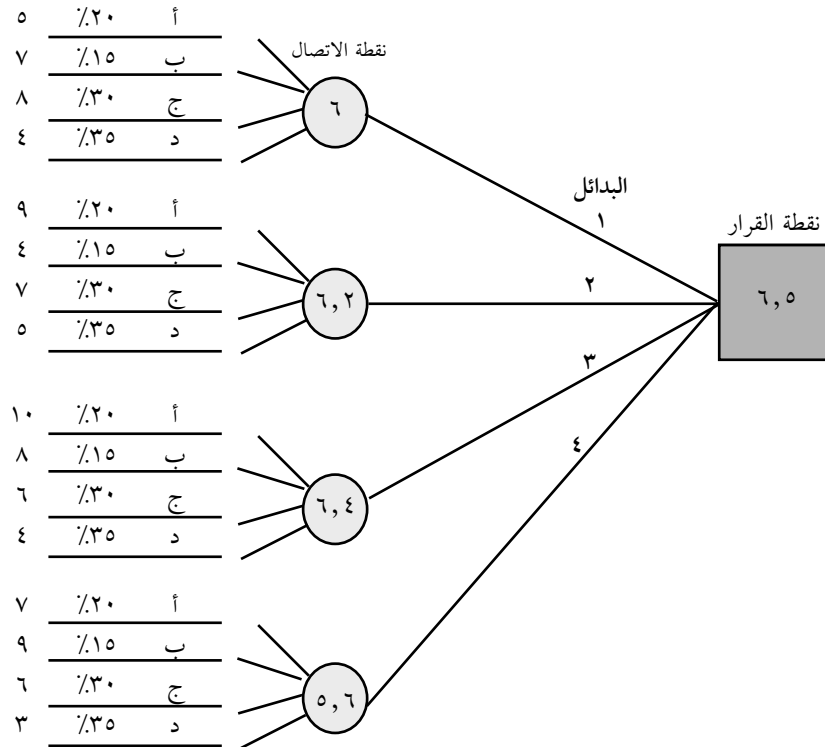 نقطة الاتصال
أ ٢٠٪ ٥
ب ١٥٪ ٧
ج ٣٠٪ ٨
د ٣٥٪ ٤
٦
البدائل
١
نقطة القرار
أ ٢٠٪ ٩
ب ١٥٪ ٤
ج ٣٠٪ ٧
د ٣٥٪ ٥
٦,٢
٢
٦,٥
٣
أ ٢٠٪ ١٠
ب ١٥٪ ٨
ج ٣٠٪ ٦
د ٣٥٪ ٤
٦,٤
٤
أ ٢٠٪ ٧
ب ١٥٪ ٩
ج ٣٠٪ ٦
د ٣٥٪ ٣
٥,٦